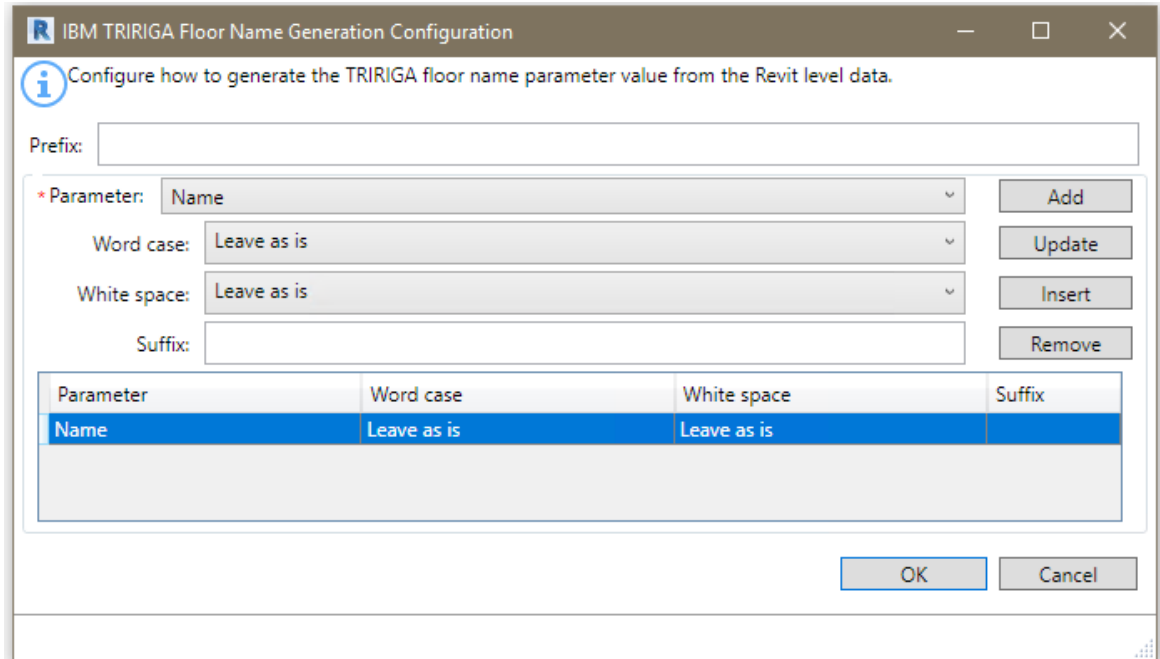 R IBM TRIRIGA Floor Name Generation Configuration
i Configure how to generate the TRIRIGA floor name parameter value from the Revit level data.
Prefix:
* Parameter: Name Add
Word case: Leave as is Update
White space: Leave as is Insert
Suffix: Remove
Parameter Word case White space Suffix
Name Leave as is Leave as is
OK Cancel